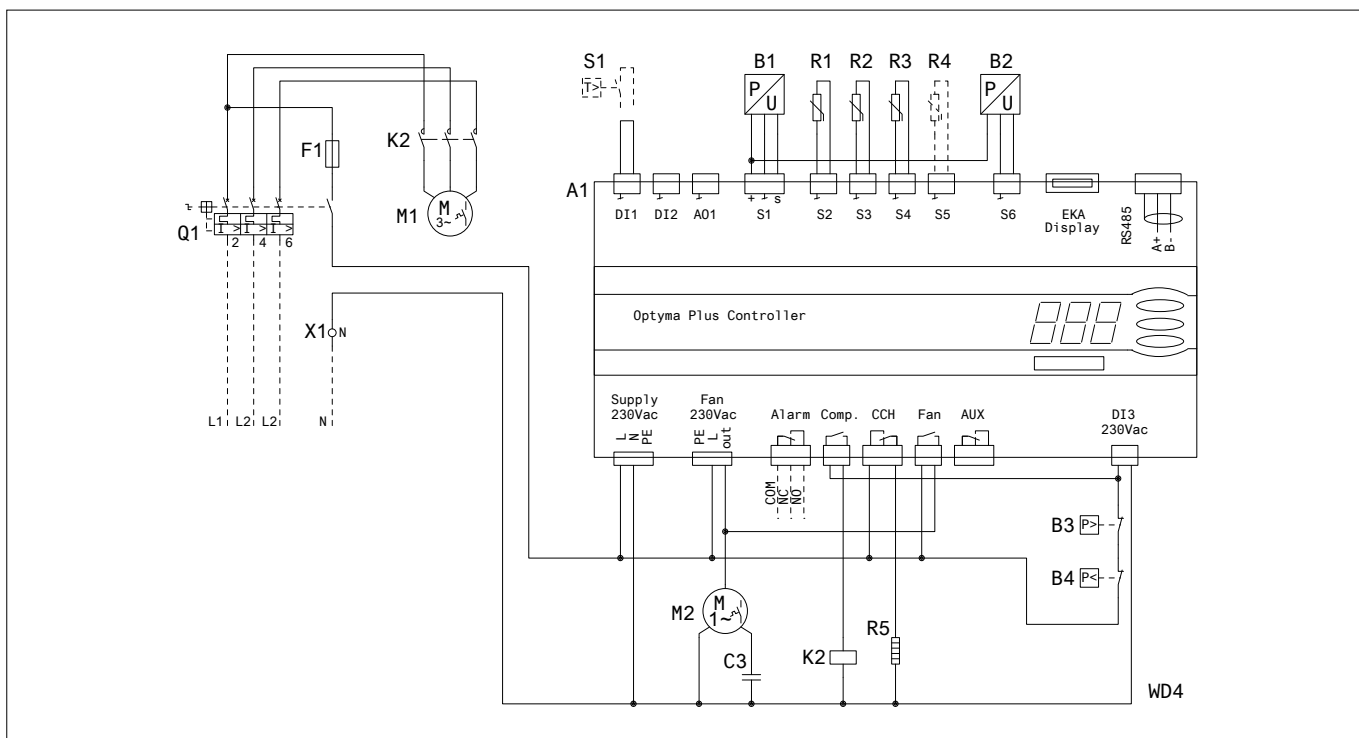 S1 B1 R1 R2 R3 R4 B2
T> P U P U
F1 K2
A1
M1 M 3~
+ s
DI1 DI2 AO1 S1 S2 S3 S4 S5 S6 EKA Display RS485 A+ B-
Q1 I > I > I >
2 4 6
Optyma Plus Controller
X1 N
L1 L2 L2 N
Supply 230Vac
Fan 230Vac
Alarm Comp. CCH Fan AUX
DI3 230Vac
L N PE
PE L out
COM NC NO
B3 P>
B4 P<
M2 M 1~
C3 K2 R5
WD4